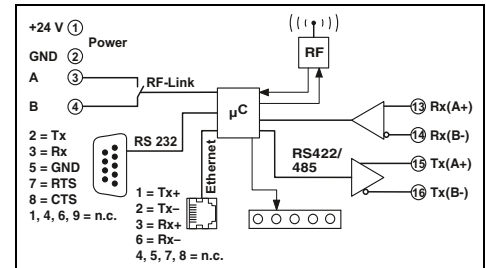 +24 V 1
Power
GND 2
A 3
RF-Link
B 4
RF
µC
13 Rx(A+)
14 Rx(B-)
RS422/
485
15 Tx(A+)
16 Tx(B-)
RS 232
2 = Tx
3 = Rx
5 = GND
7 = RTS
8 = CTS
1, 4, 6, 9 = n.c.
Ethernet
1 = Tx+
2 = Tx–
3 = Rx+
6 = Rx–
4, 5, 7, 8 = n.c.